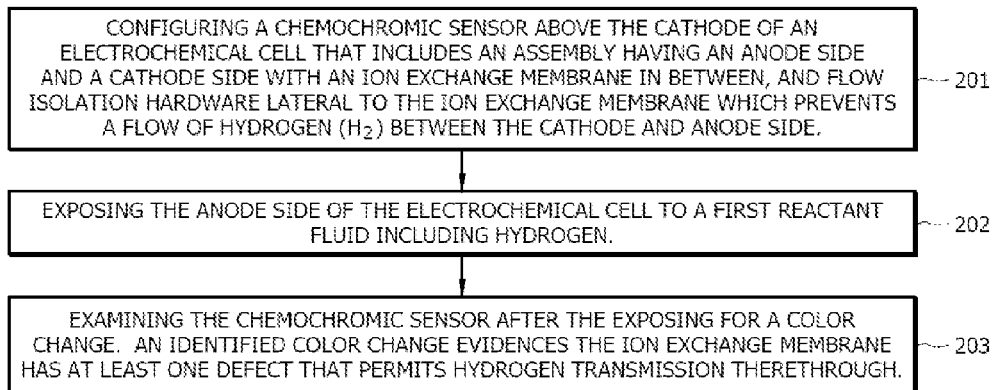 CONFIGURING A CHEMOCHROMIC SENSOR ABOVE THE CATHODE OF AN
ELECTROCHEMICAL CELL THAT INCLUDES AN ASSEMBLY HAVING AN ANODE SIDE
AND A CATHODE SIDE WITH AN ION EXCHANGE MEMBRANE IN BETWEEN, AND FLOW
ISOLATION HARDWARE LATERAL TO THE ION EXCHANGE MEMBRANE WHICH PREVENTS
A FLOW OF HYDROGEN (H₂) BETWEEN THE CATHODE AND ANODE SIDE.
201
EXPOSING THE ANODE SIDE OF THE ELECTROCHEMICAL CELL TO A FIRST REACTANT
FLUID INCLUDING HYDROGEN.
202
EXAMINING THE CHEMOCHROMIC SENSOR AFTER THE EXPOSING FOR A COLOR
CHANGE. AN IDENTIFIED COLOR CHANGE EVIDENCES THE ION EXCHANGE MEMBRANE
HAS AT LEAST ONE DEFECT THAT PERMITS HYDROGEN TRANSMISSION THEREThROUGH.
203